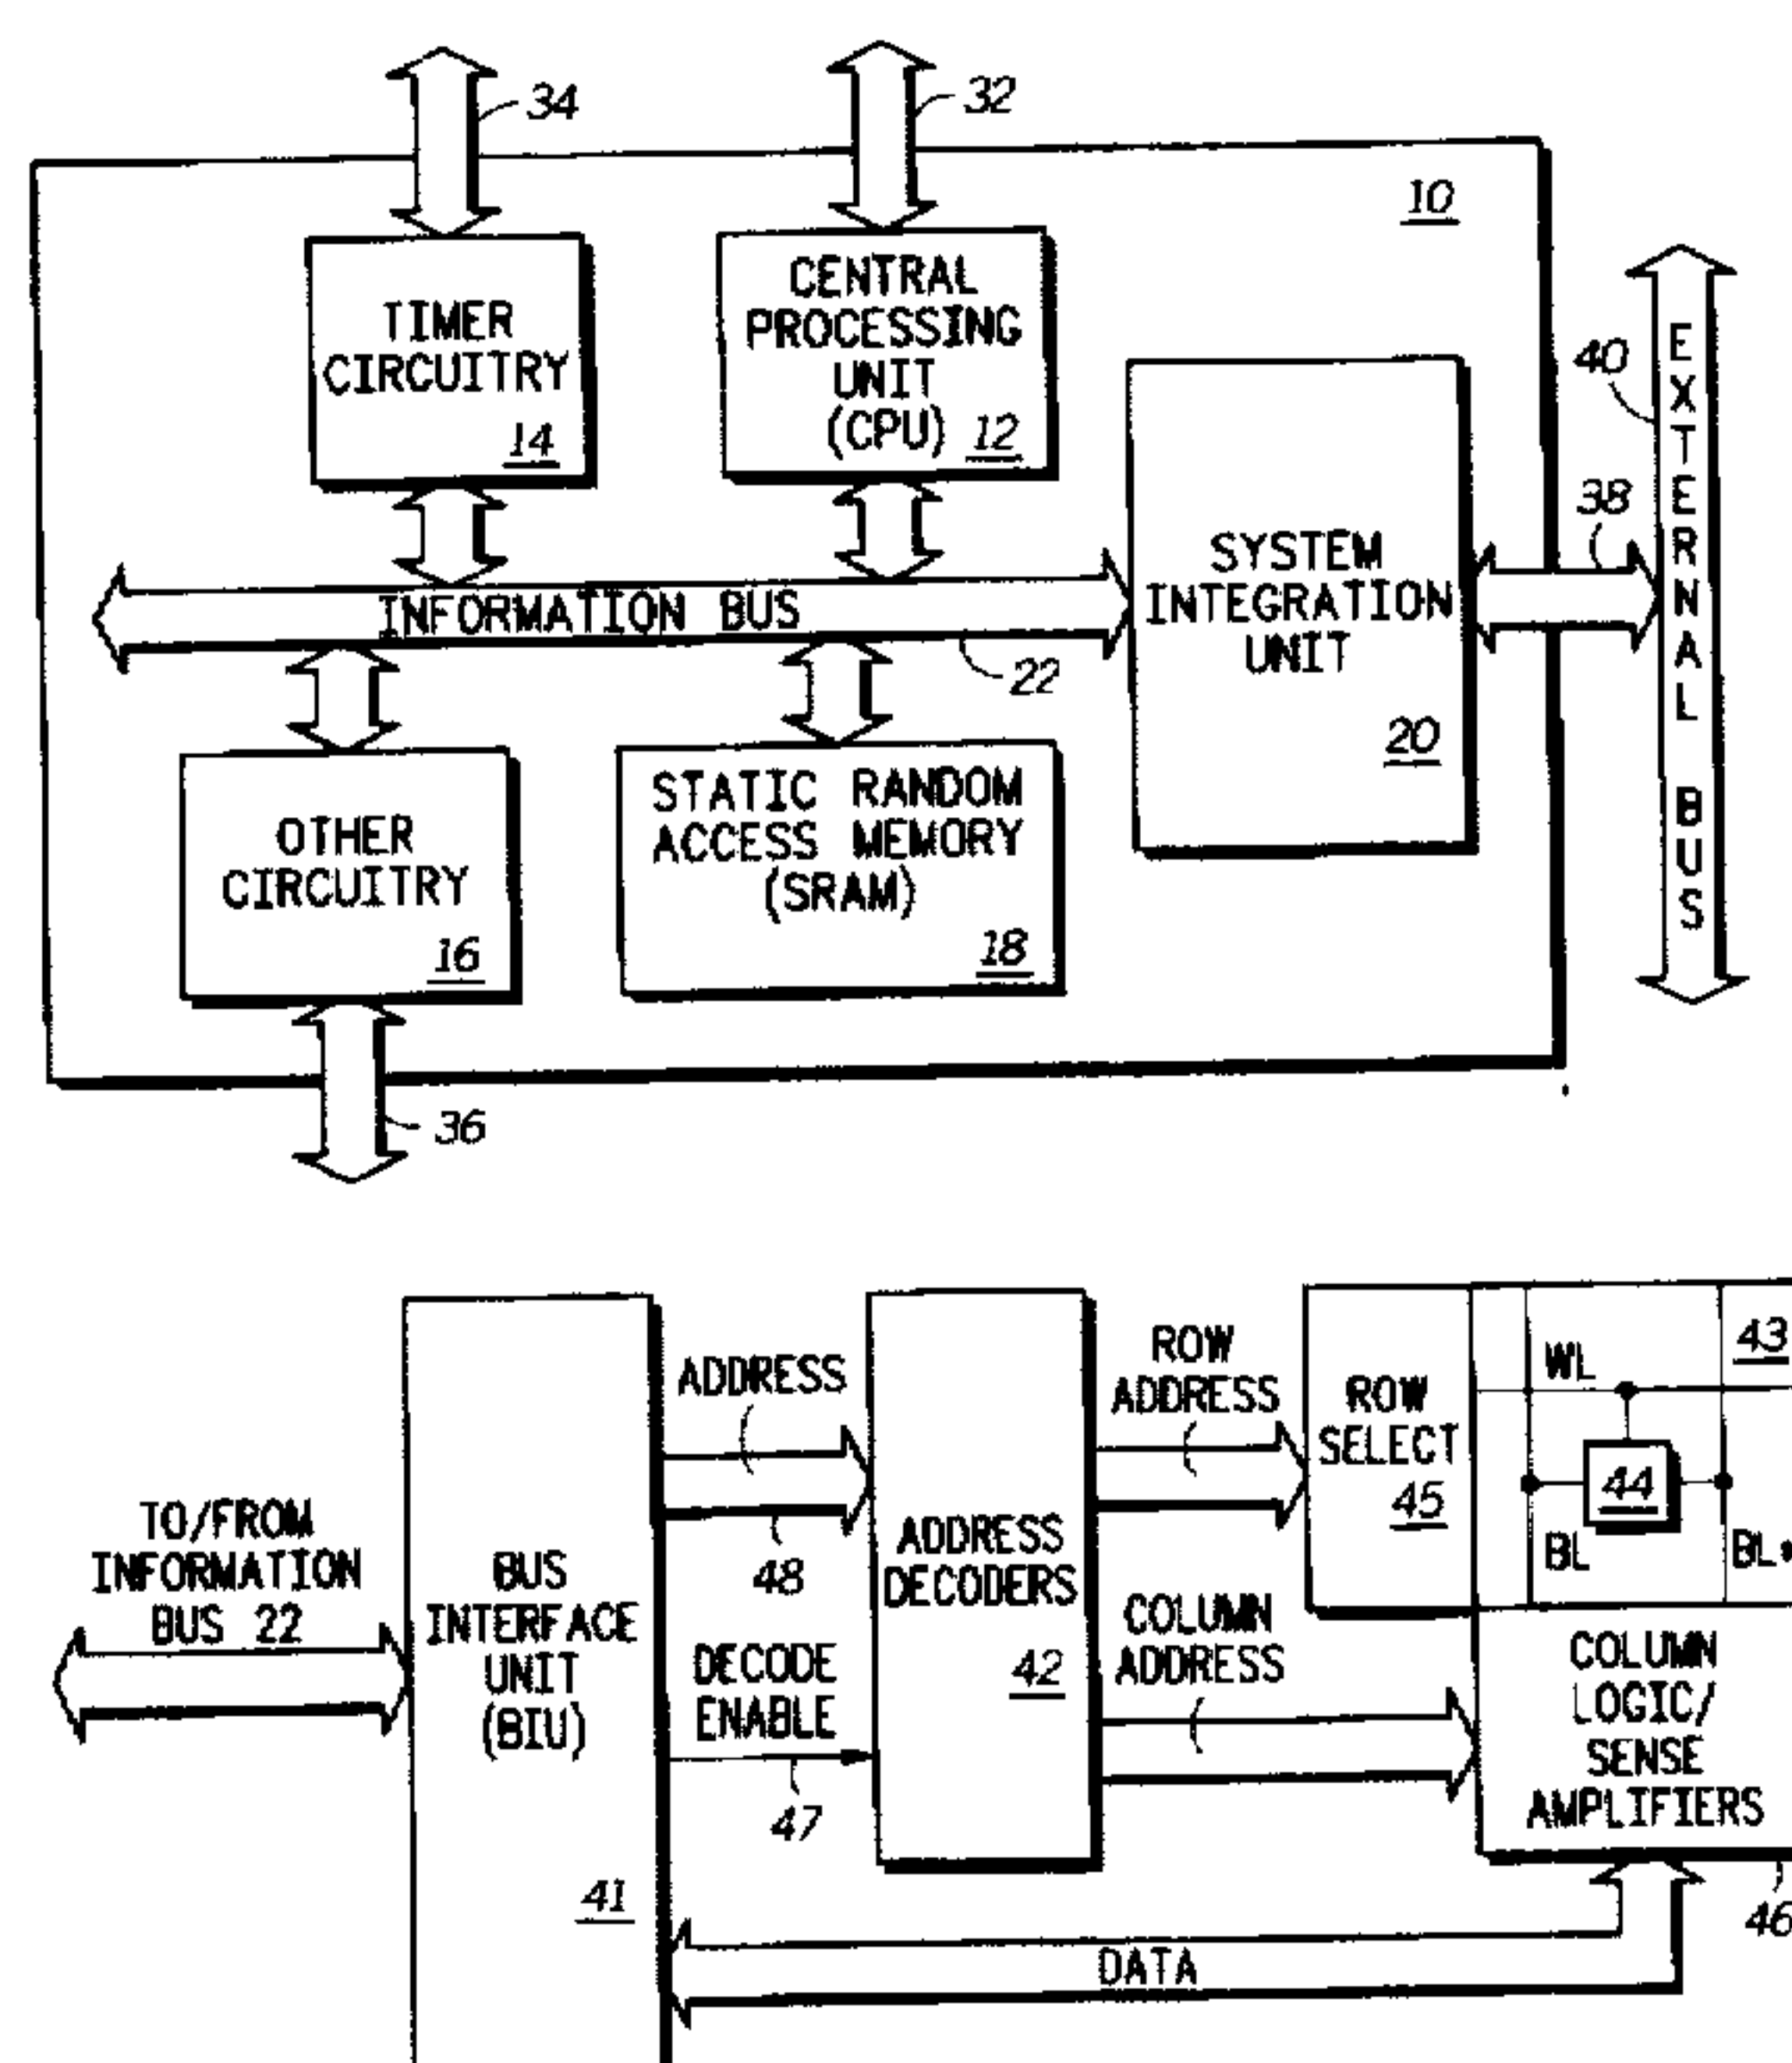 34
32
10
TIMER
CIRCUITRY
14
CENTRAL
PROCESSING
UNIT
(CPU) 12
SYSTEM
INTEGRATION
UNIT
20
40
38
EXTERNAL BUS
INFORMATION BUS
22
OTHER
CIRCUITRY
16
STATIC RANDOM
ACCESS MEMORY
(SRAM)
18
36
TO/FROM
INFORMATION
BUS 22
BUS
INTERFACE
UNIT
(BIU)
41
ADDRESS
48
DECODE
ENABLE
47
ADDRESS
DECODERS
42
ROW
ADDRESS
COLUMN
ADDRESS
ROW
SELECT
45
WL
43
44
BL
BL*
COLUMN
LOGIC/
SENSE
AMPLIFIERS
46
DATA